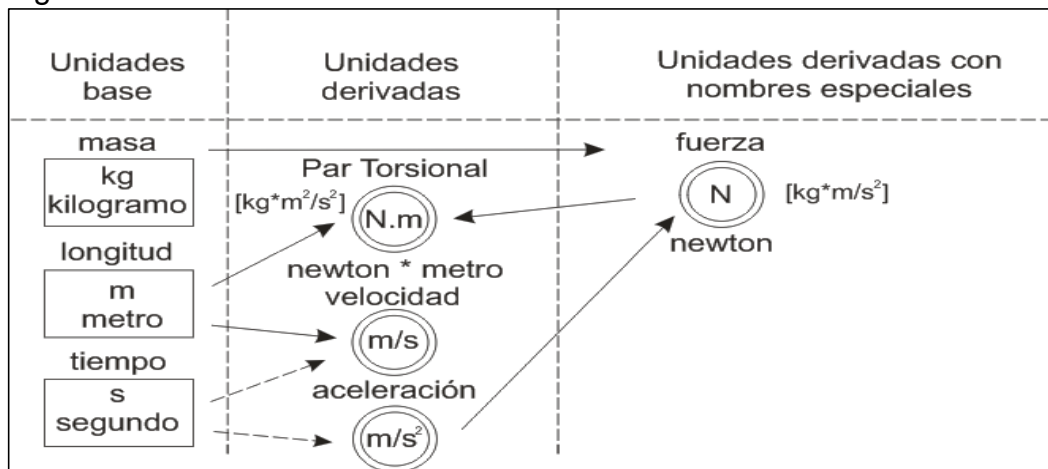 Unidades
base
Unidades
derivadas
Unidades derivadas con
nombres especiales
masa
kg
kilogramo
longitud
m
metro
tiempo
s
segundo
Par Torsional
[kg*m²/s²]
N.m
newton * metro
velocidad
m/s
aceleración
m/s²
fuerza
N
[kg*m/s²]
newton